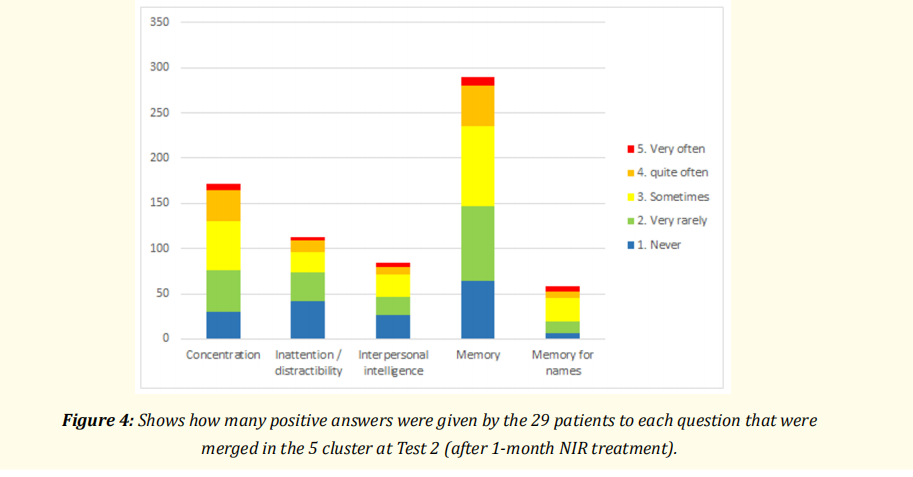 350
300
250
200
150
100
50
0
5. Very often
4. quite often
3. Sometimes
2. Very rarely
1. Never
Concentration Inattention / Interpersonal Memory Memory for
distractibility intelligence names
Figure 4: Shows how many positive answers were given by the 29 patients to each question that were
merged in the 5 cluster at Test 2 (after 1-month NIR treatment).